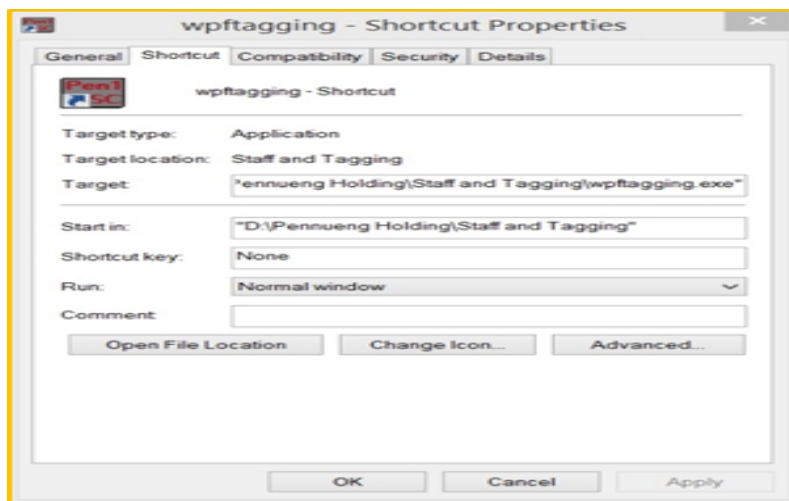 wpftagging - Shortcut Properties
General Shortcut Compatibility Security Details
Pen1
SC
wpftagging - Shortcut
Target type: Application
Target location: Staff and Tagging
Target: 'ennueng Holding\Staff and Tagging\wpftagging.exe"
Start in: "D:\Pennueng Holding\Staff and Tagging"
Shortcut key: None
Run: Normal window
Comment:
Open File Location Change Icon... Advanced...
OK Cancel Apply